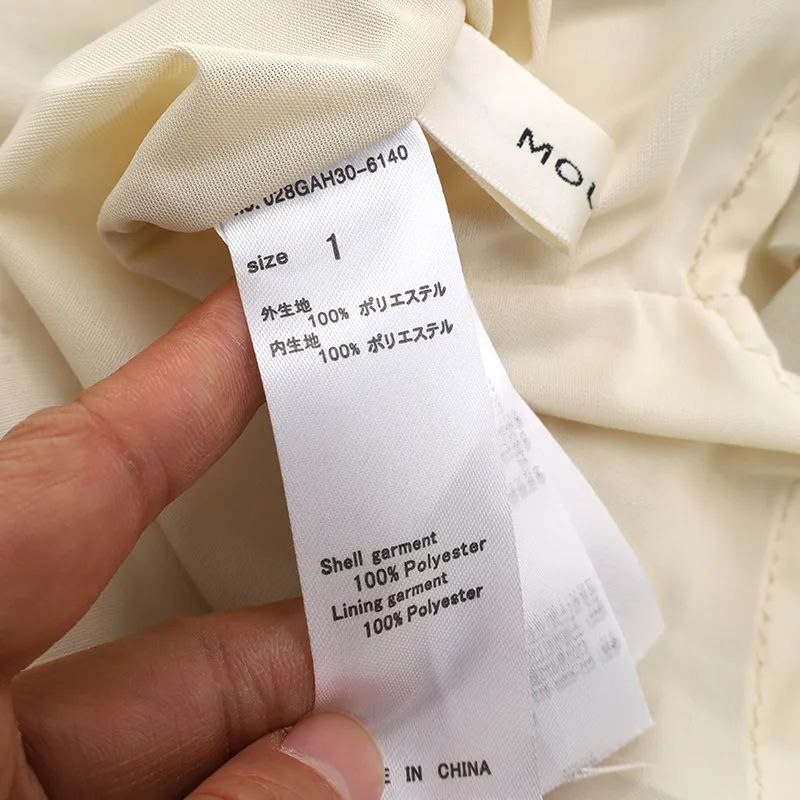 MOU
028GAH30-6140
size 1
外生地 100% ポリエステル
内生地 100% ポリエステル
Shell garment
100% Polyester
Lining garment
100% Polyester
IN CHINA